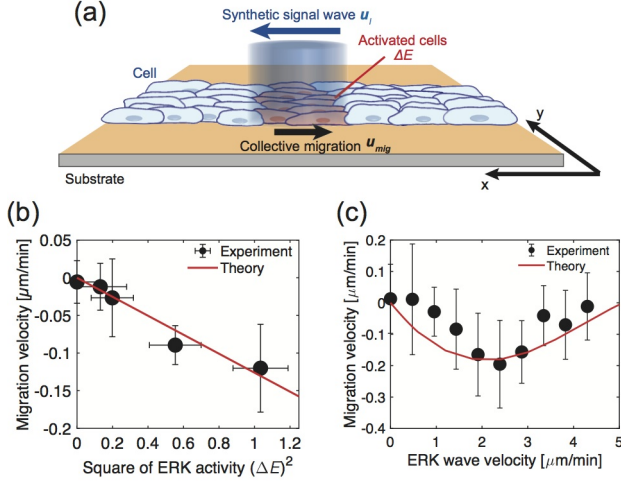 (a)
Synthetic signal wave u_l
Activated cells
ΔE
Cell
y
Collective migration u_mig
x
Substrate
(b)
0.05
0
-0.05
-0.1
-0.15
-0.2
Migration velocity [μm/min]
Experiment
Theory
0 0.2 0.4 0.6 0.8 1 1.2
Square of ERK activity (ΔE)²
(c)
0.2
0.1
0
-0.1
-0.2
-0.3
-0.4
Migration velocity [μm/min]
Experiment
Theory
0 1 2 3 4 5
ERK wave velocity [μm/min]